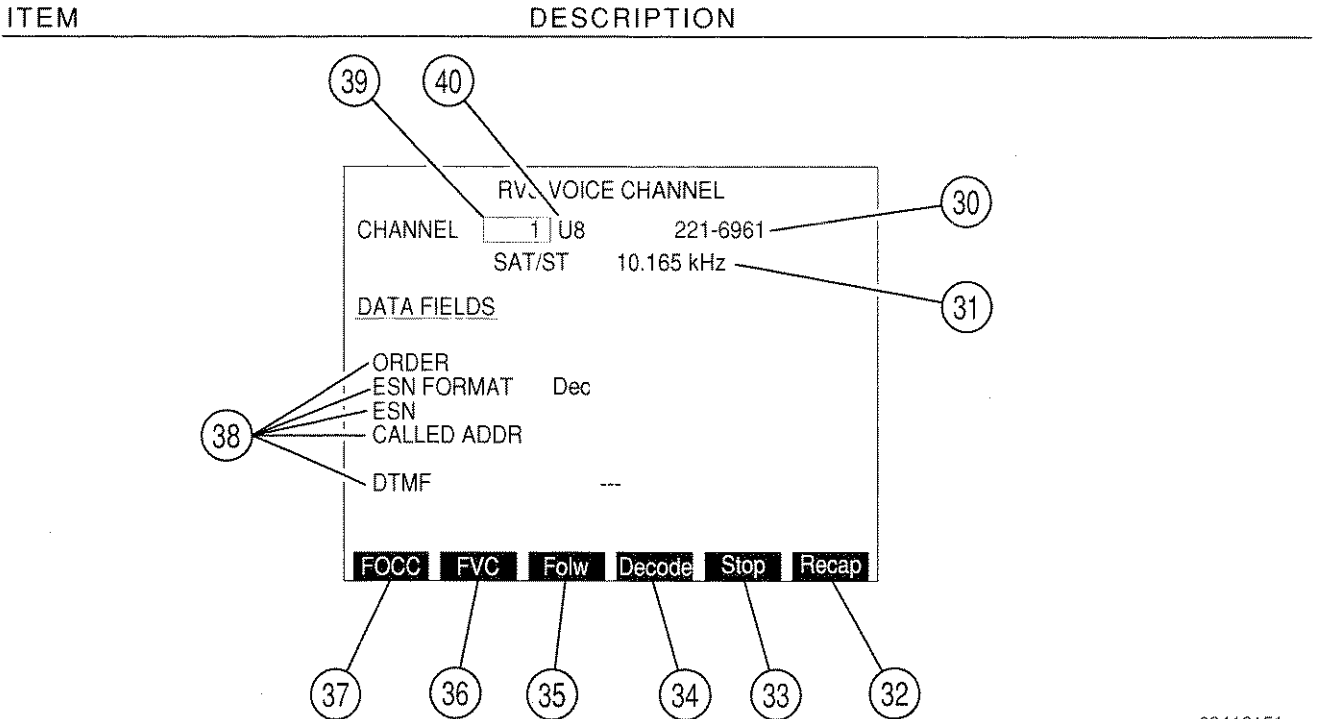 ITEM DESCRIPTION
39 40
RVS VOICE CHANNEL
CHANNEL 1 U8 221-6961 30
SAT/ST 10.165 kHz
31
DATA FIELDS
ORDER
ESN FORMAT Dec
ESN
38 CALLED ADDR
DTMF ---
FOCC FVC Folw Decode Stop Recap
37 36 35 34 33 32